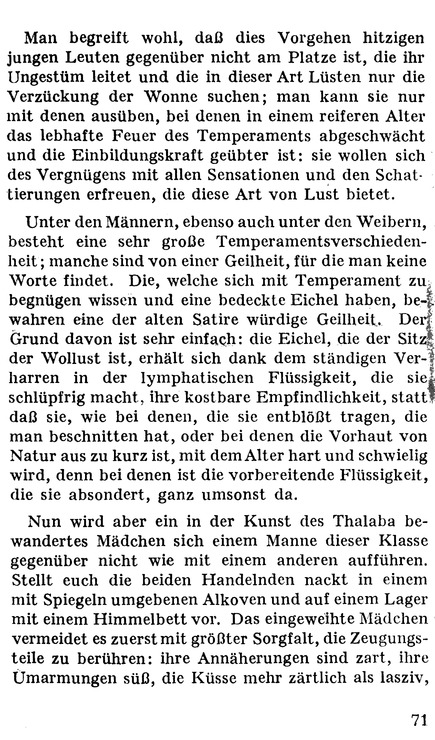 Man begreift wohl, daß dies Vorgehen hitzigen
jungen Leuten gegenüber nicht am Platze ist, die ihr
Ungestüm leitet und die in dieser Art Lüsten nur die
Verzückung der Wonne suchen; man kann sie nur
mit denen ausüben, bei denen in einem reiferen Alter
das lebhafte Feuer des Temperaments abgeschwächt
und die Einbildungskraft geübter ist: sie wollen sich
des Vergnügens mit allen Sensationen und den Schat-
tierungen erfreuen, die diese Art von Lust bietet.
Unter den Männern, ebenso auch unter den Weibern,
besteht eine sehr große Temperamentsverschieden-
heit; manche sind von einer Geilheit, für die man keine
Worte findet. Die, welche sich mit Temperament zu
begnügen wissen und eine bedeckte Eichel haben, be-
wahren eine der alten Satire würdige Geilheit. Der
Grund davon ist sehr einfach: die Eichel, die der Sitz
der Wollust ist, erhält sich dank dem ständigen Ver-
harren in der lymphatischen Flüssigkeit, die sie
schlüpfrig macht, ihre kostbare Empfindlichkeit, statt
daß sie, wie bei denen, die sie entblößt tragen, die
man beschnitten hat, oder bei denen die Vorhaut von
Natur aus zu kurz ist, mit dem Alter hart und schwielig
wird, denn bei denen ist die vorbereitende Flüssigkeit,
die sie absondert, ganz umsonst da.
Nun wird aber ein in der Kunst des Thalaba be-
wandertes Mädchen sich einem Manne dieser Klasse
gegenüber nicht wie mit einem anderen aufführen.
Stellt euch die beiden Handelnden nackt in einem
mit Spiegeln umgebenen Alkoven und auf einem Lager
mit einem Himmelbett vor. Das eingeweihte Mädchen
vermeidet es zuerst mit größter Sorgfalt, die Zeugungs-
teile zu berühren: ihre Annäherungen sind zart, ihre
Umarmungen süß, die Küsse mehr zärtlich als lasziv,
71